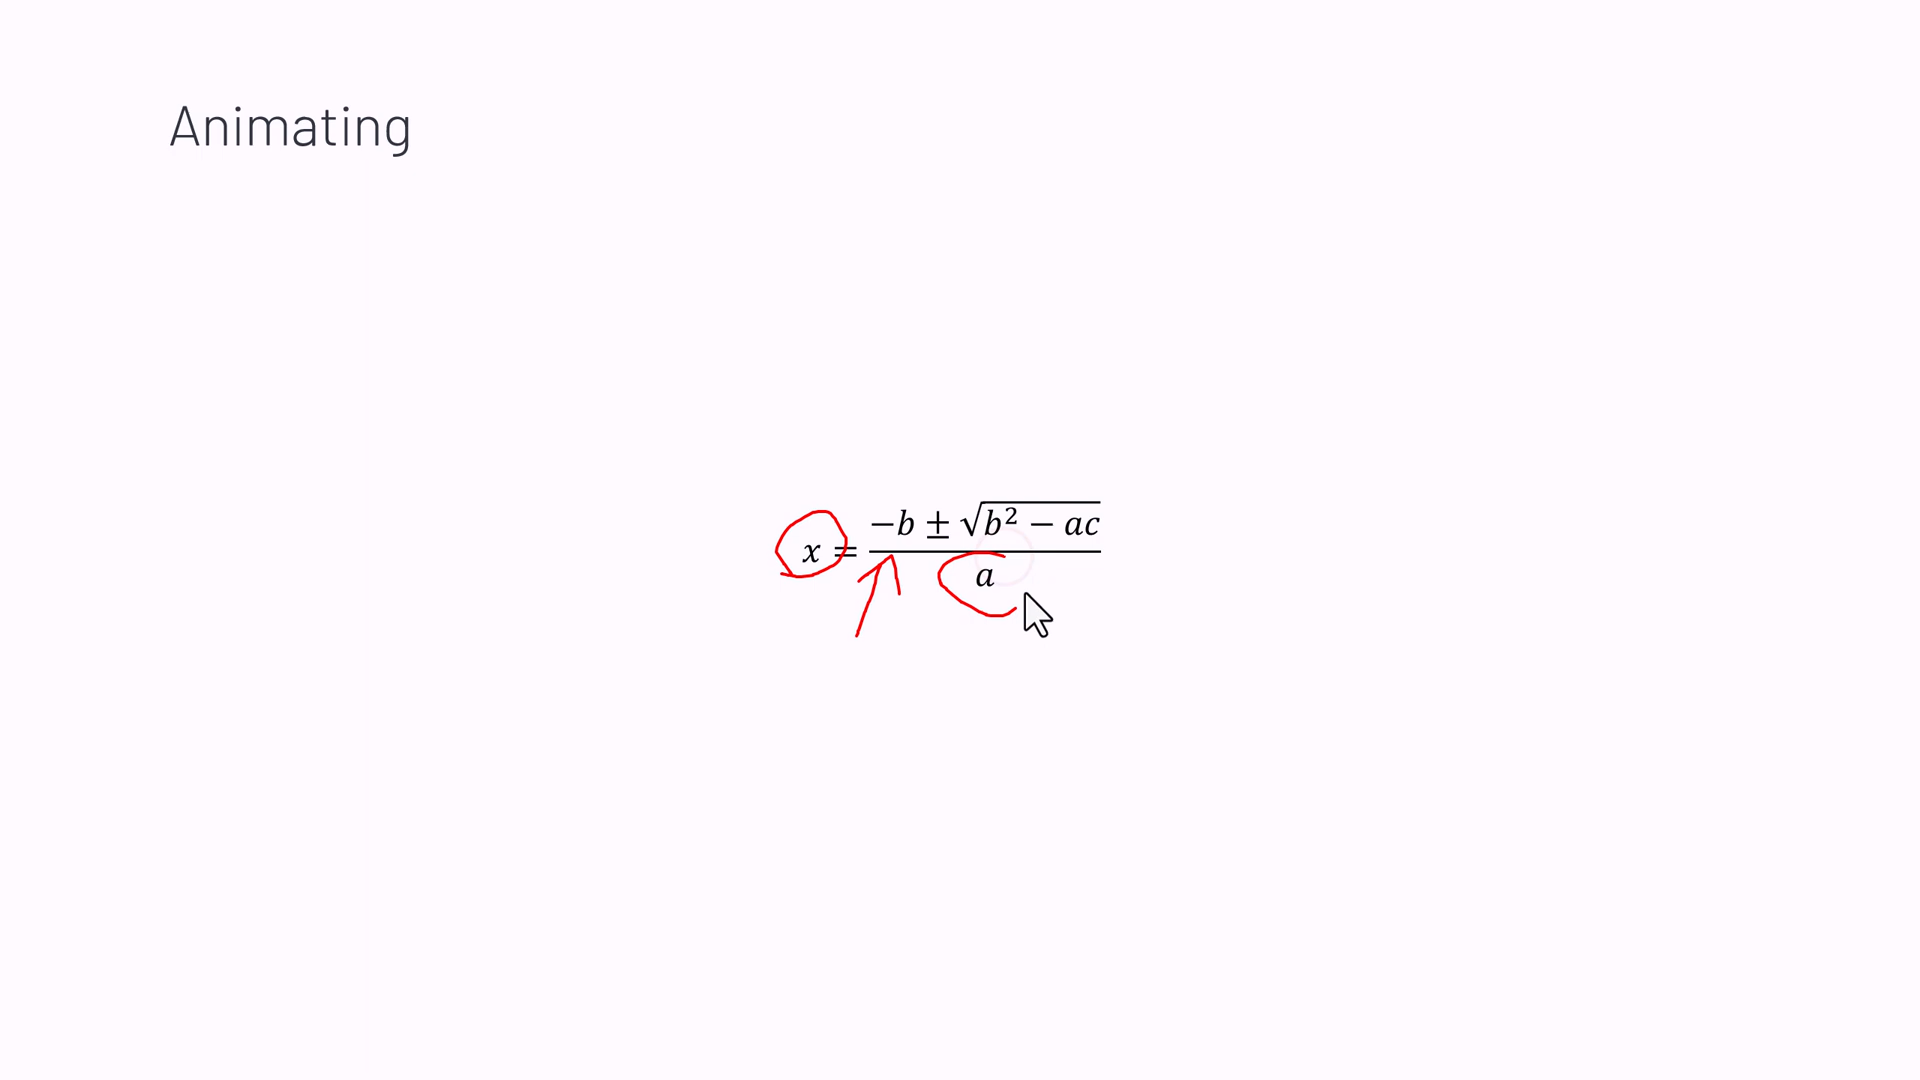 Animating
x = (−b ± √(b² − ac)) / a